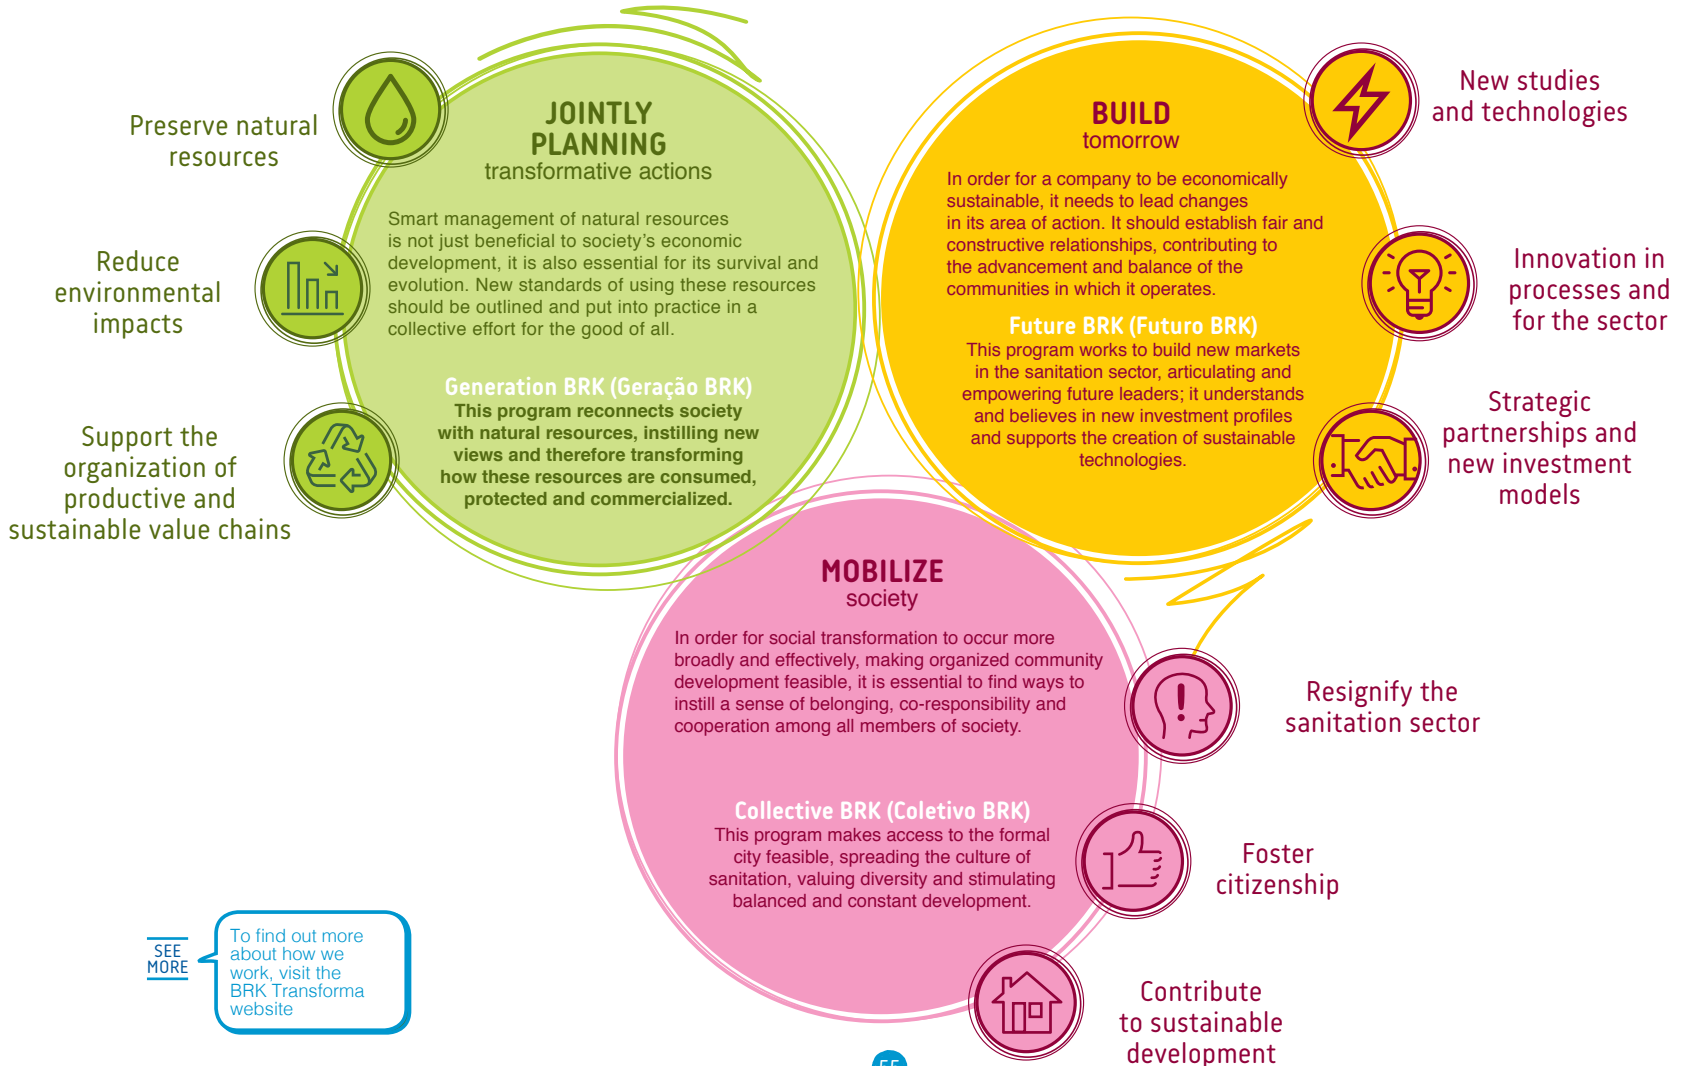 JOINTLY
PLANNING
transformative actions
Smart management of natural resources
is not just beneficial to society's economic
development, it is also essential for its survival and
evolution. New standards of using these resources
should be outlined and put into practice in a
collective effort for the good of all.
Generation BRK (Geração BRK)
This program reconnects society
with natural resources, instilling new
views and therefore transforming
how these resources are consumed,
protected and commercialized.
Preserve natural
resources
Reduce
environmental
impacts
Support the
organization of
productive and
sustainable value chains
BUILD
tomorrow
In order for a company to be economically
sustainable, it needs to lead changes
in its area of action. It should establish fair and
constructive relationships, contributing to
the advancement and balance of the
communities in which it operates.
Future BRK (Futuro BRK)
This program works to build new markets
in the sanitation sector, articulating and
empowering future leaders; it understands
and believes in new investment profiles
and supports the creation of sustainable
technologies.
New studies
and technologies
Innovation in
processes and
for the sector
Strategic
partnerships and
new investment
models
MOBILIZE
society
In order for social transformation to occur more
broadly and effectively, making organized community
development feasible, it is essential to find ways to
instill a sense of belonging, co-responsibility and
cooperation among all members of society.
Collective BRK (Coletivo BRK)
This program makes access to the formal
city feasible, spreading the culture of
sanitation, valuing diversity and stimulating
balanced and constant development.
Resignify the
sanitation sector
Foster
citizenship
Contribute
to sustainable
development
SEE
MORE
To find out more
about how we
work, visit the
BRK Transforma
website